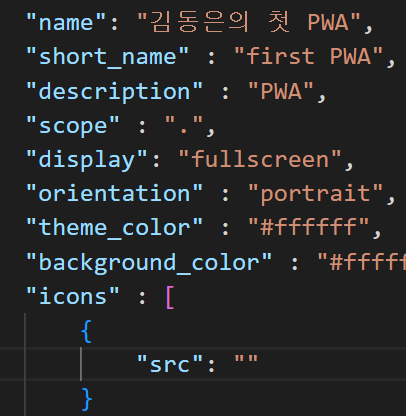 "name": "김동은의 첫 PWA",
"short_name" : "first PWA",
"description" : "PWA",
"scope" : ".",
"display": "fullscreen",
"orientation" : "portrait",
"theme_color" : "#ffffff",
"background_color" : "#fffff
"icons" : [
{
"src": ""
}